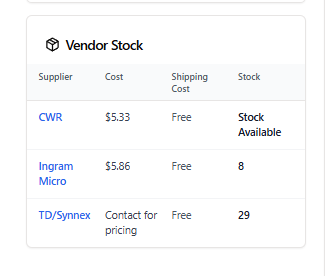 Vendor Stock
Supplier Cost Shipping Cost Stock
CWR $5.33 Free Stock Available
Ingram Micro $5.86 Free 8
TD/Synnex Contact for pricing Free 29